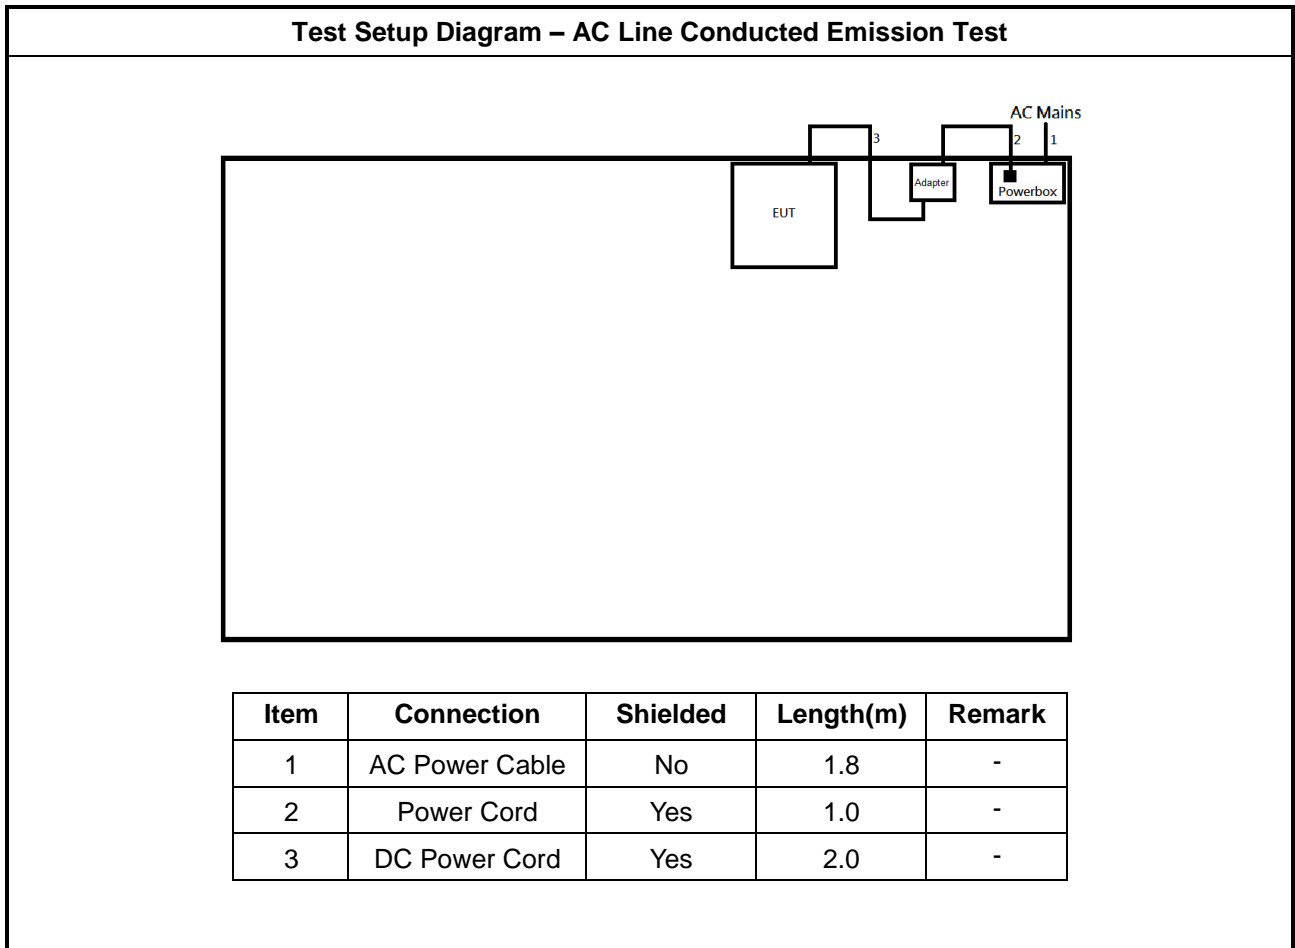 Test Setup Diagram – AC Line Conducted Emission Test
AC Mains
3
2
1
Adapter
Powerbox
EUT
Item Connection Shielded Length(m) Remark
1 AC Power Cable No 1.8 -
2 Power Cord Yes 1.0 -
3 DC Power Cord Yes 2.0 -